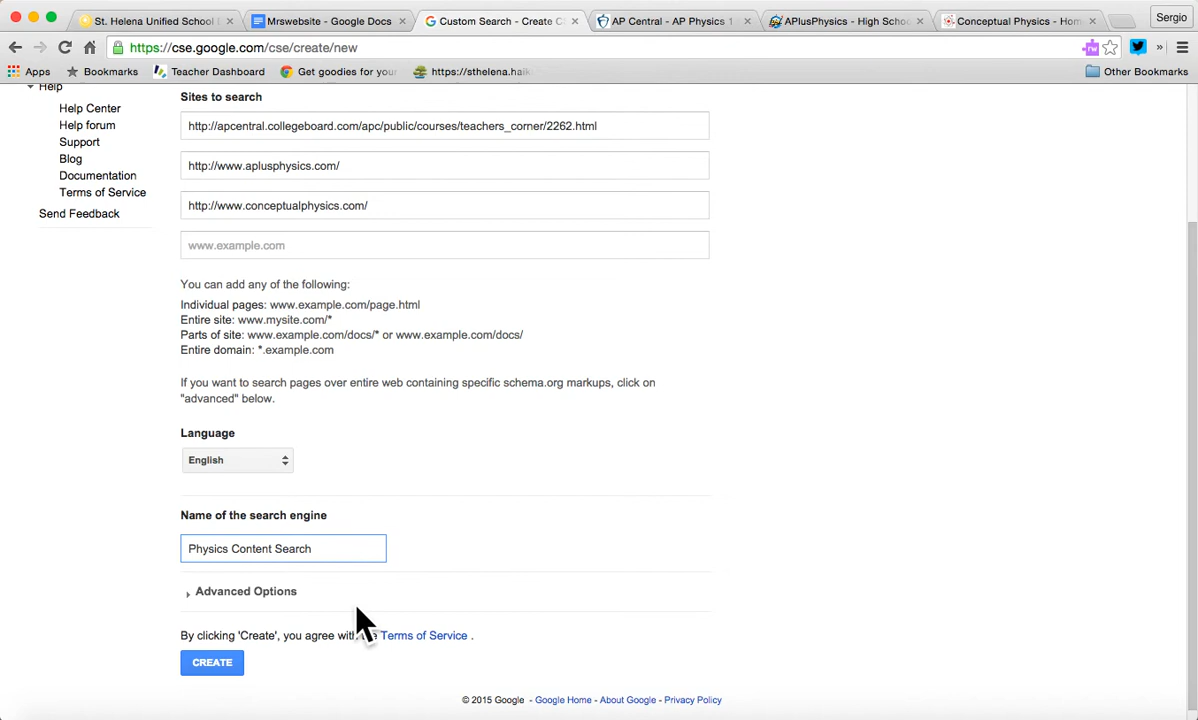 St. Helena Unified School
Mrswebsite - Google Docs
Custom Search - Create C
AP Central - AP Physics 1
APlusPhysics - High Schoo
Conceptual Physics - Hom
Sergio
https://cse.google.com/cse/create/new
Apps
Bookmarks
Teacher Dashboard
Get goodies for your
https://sthelena.haik
Other Bookmarks
Help
Help Center
Help forum
Support
Blog
Documentation
Terms of Service
Send Feedback
Sites to search
http://apcentral.collegeboard.com/apc/public/courses/teachers_corner/2262.html
http://www.aplusphysics.com/
http://www.conceptualphysics.com/
www.example.com
You can add any of the following:
Individual pages: www.example.com/page.html
Entire site: www.mysite.com/*
Parts of site: www.example.com/docs/* or www.example.com/docs/
Entire domain: *.example.com
If you want to search pages over entire web containing specific schema.org markups, click on
"advanced" below.
Language
English
Name of the search engine
Physics Content Search
Advanced Options
By clicking 'Create', you agree with the Terms of Service .
CREATE
© 2015 Google - Google Home - About Google - Privacy Policy